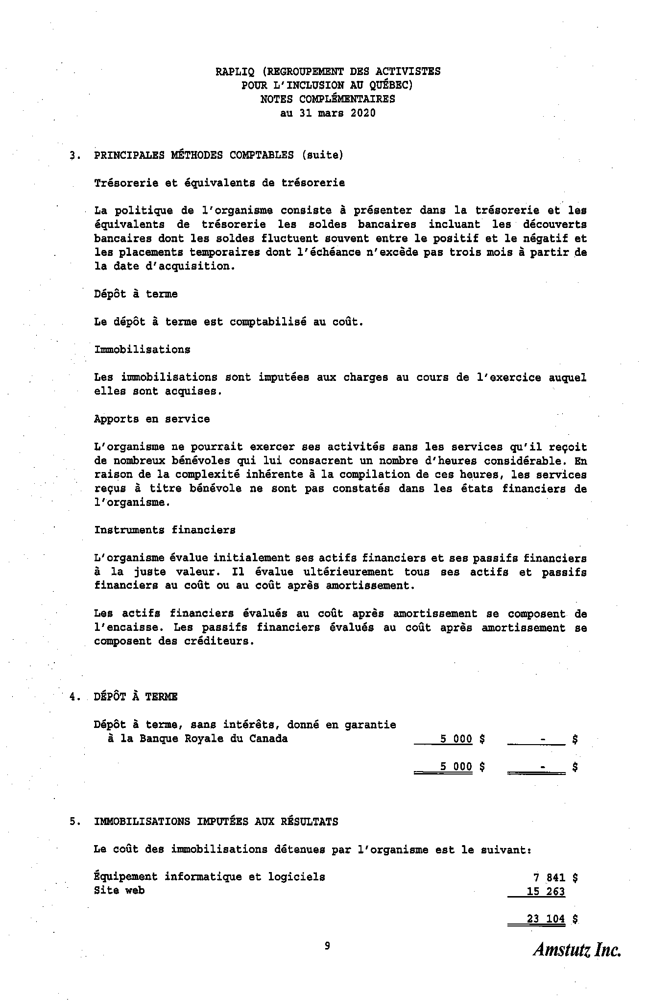 RAPLIQ (REGROUPEMENT DES ACTIVISTES
POUR L'INCLUSION AU QUÉBEC)
NOTES COMPLÉMENTAIRES
au 31 mars 2020
3. PRINCIPALES MÉTHODES COMPTABLES (suite)
Trésorerie et équivalents de trésorerie
La politique de l'organisme consiste à présenter dans la trésorerie et les
équivalents de trésorerie les soldes bancaires incluant les découverts
bancaires dont les soldes fluctuent souvent entre le positif et le négatif et
les placements temporaires dont l'échéance n'excède pas trois mois à partir de
la date d'acquisition.
Dépôt à terme
Le dépôt à terme est comptabilisé au coût.
Immobilisations
Les immobilisations sont imputées aux charges au cours de l'exercice auquel
elles sont acquises.
Apports en service
L'organisme ne pourrait exercer ses activités sans les services qu'il reçoit
de nombreux bénévoles qui lui consacrent un nombre d'heures considérable. En
raison de la complexité inhérente à la compilation de ces heures, les services
reçus à titre bénévole ne sont pas constatés dans les états financiers de
l'organisme.
Instruments financiers
L'organisme évalue initialement ses actifs financiers et ses passifs financiers
à la juste valeur. Il évalue ultérieurement tous ses actifs et passifs
financiers au coût ou au coût après amortissement.
Les actifs financiers évalués au coût après amortissement se composent de
l'encaisse. Les passifs financiers évalués au coût après amortissement se
composent des créditeurs.
4. DÉPÔT À TERME
Dépôt à terme, sans intérêts, donné en garantie
à la Banque Royale du Canada 5 000 $ - $
5 000 $ - $
5. IMMOBILISATIONS IMPUTÉES AUX RÉSULTATS
Le coût des immobilisations détenues par l'organisme est le suivant:
Équipement informatique et logiciels 7 841 $
Site web 15 263
23 104 $
9
Amstutz Inc.